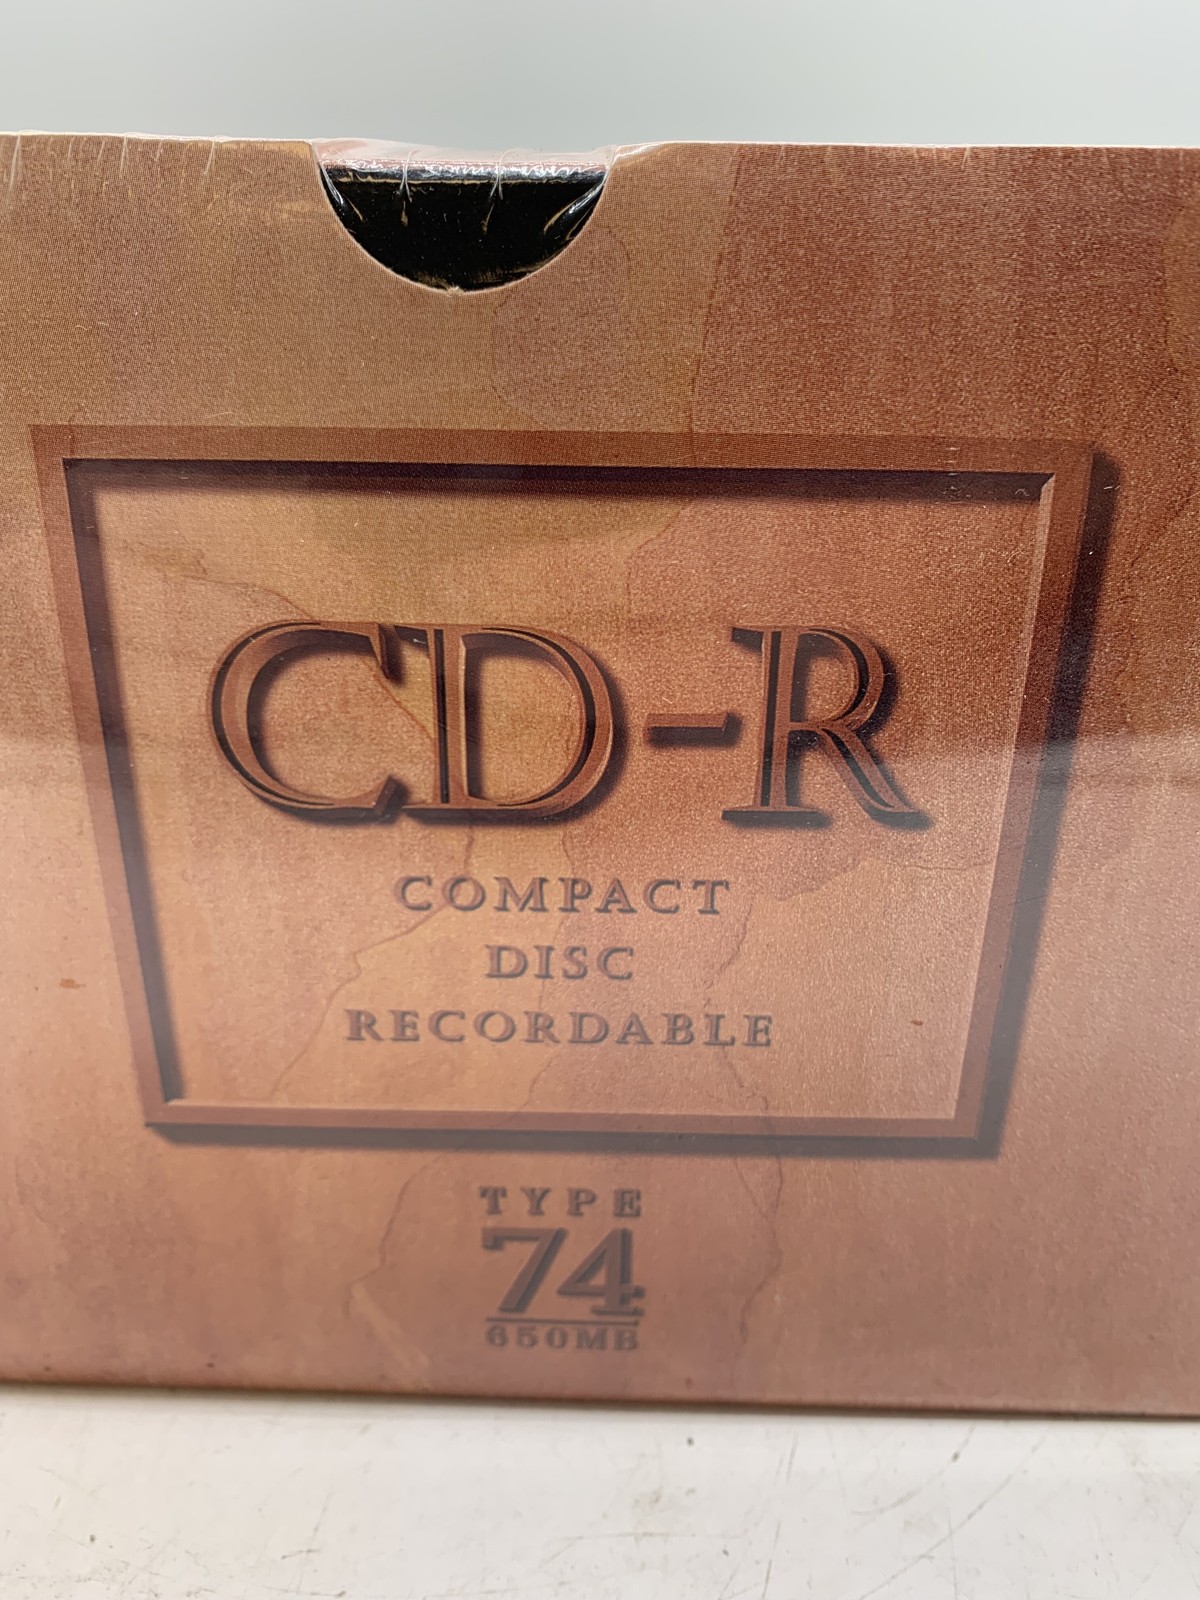 CD-R
COMPACT
DISC
RECORDABLE
TYPE
74
650MB